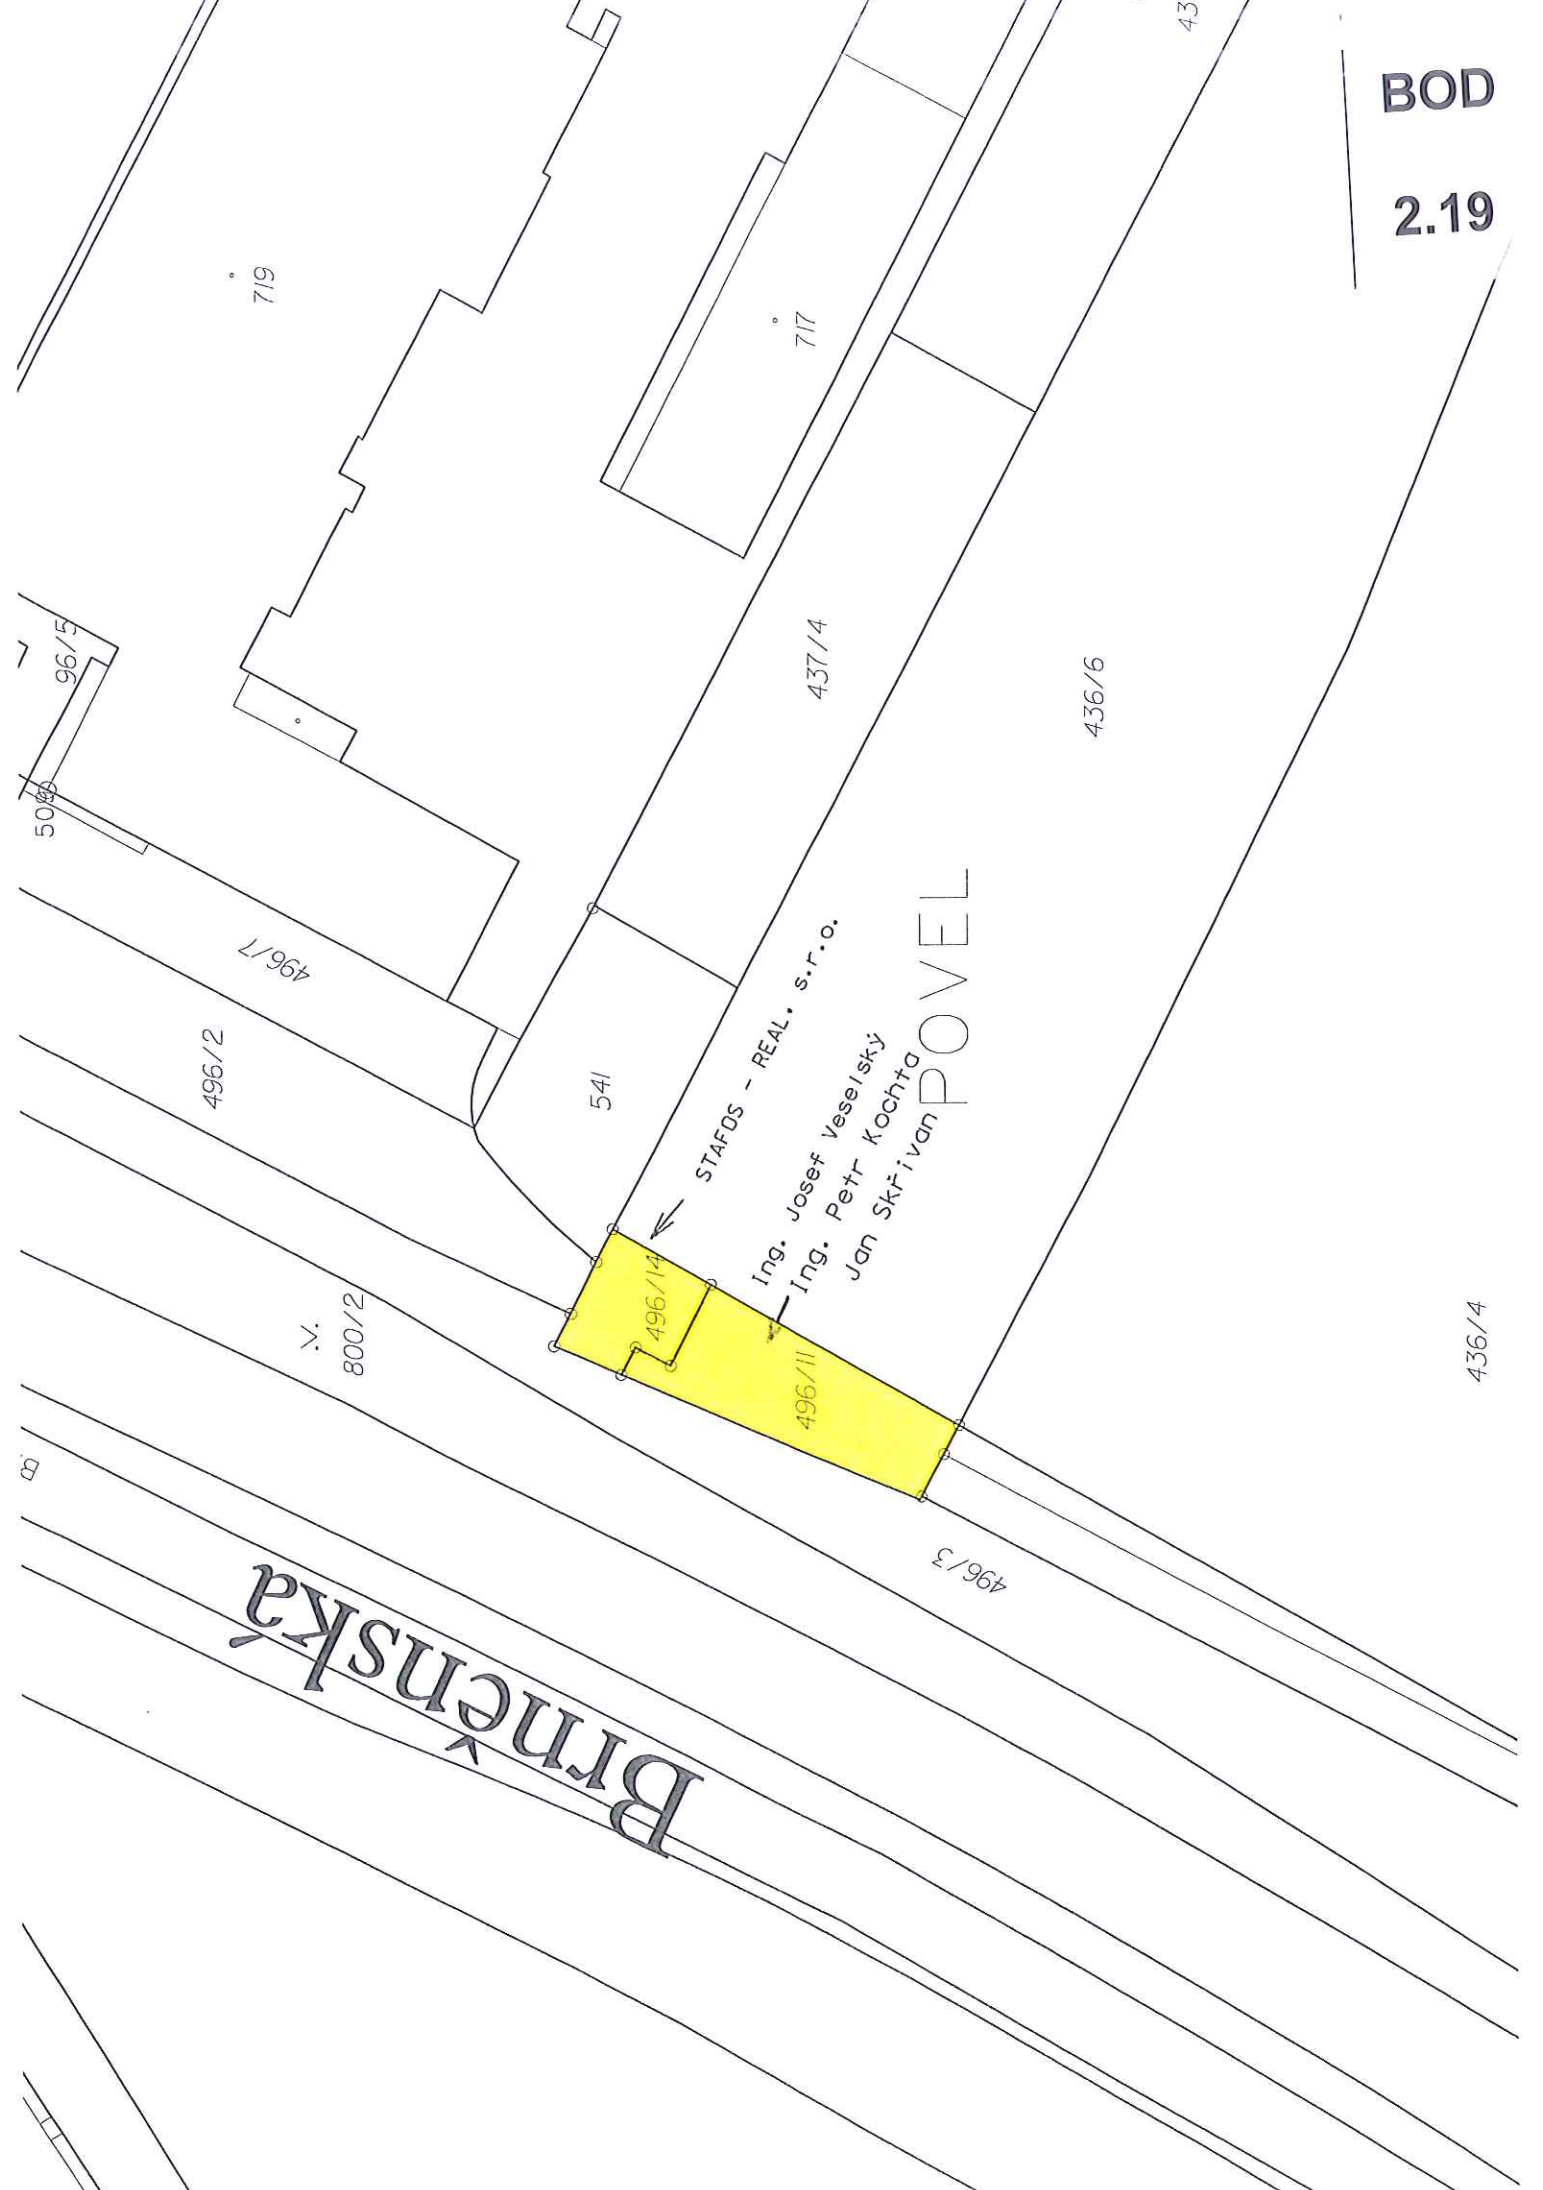 43
BOD
2.19
719
717
96/5
437/4
436/6
509
496/7
496/2
541
STAFOS - REAL. s.r.o.
Ing. Josef Veselský
Ing. Petr Kochta
Jan Skřivan
POVEL
496/14
800/2
496/11
436/4
496/3
Brněnská